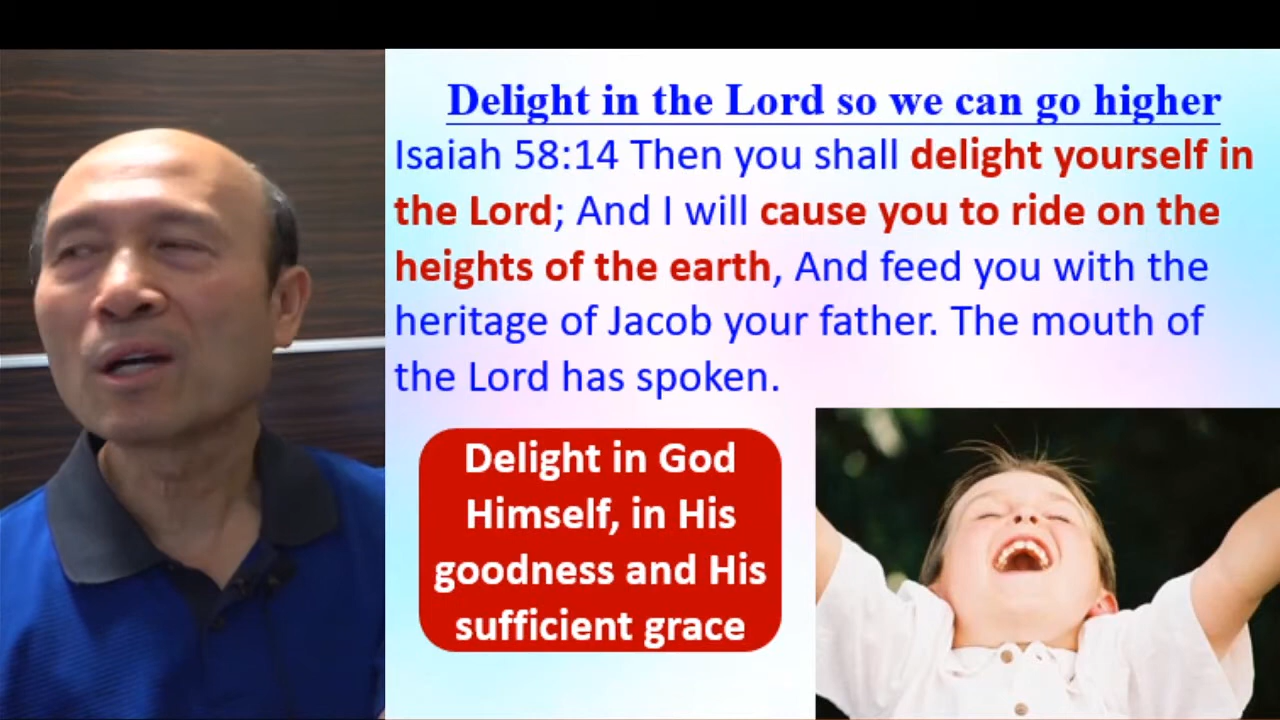 Delight in the Lord so we can go higher
Isaiah 58:14 Then you shall delight yourself in
the Lord; And I will cause you to ride on the
heights of the earth, And feed you with the
heritage of Jacob your father. The mouth of
the Lord has spoken.
Delight in God
Himself, in His
goodness and His
sufficient grace